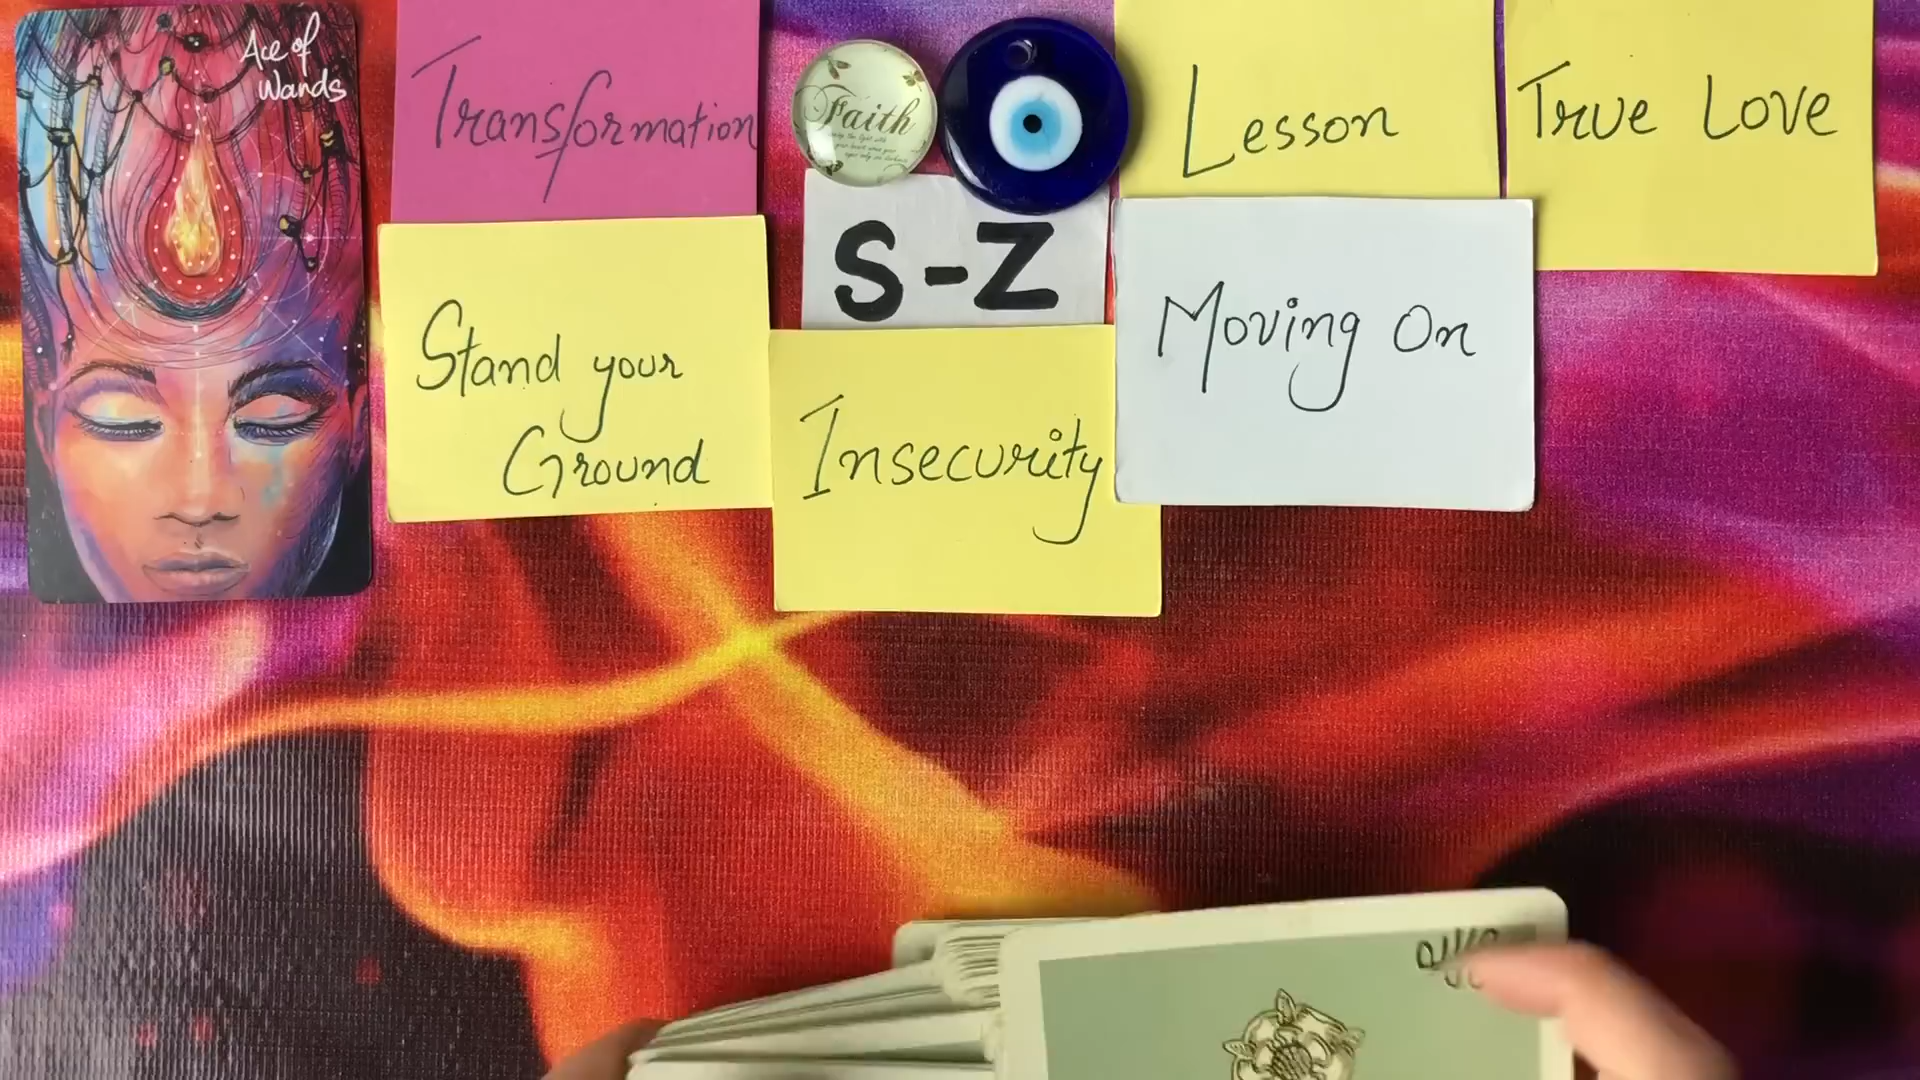 Ace of
Wands
Transformation
Faith
Lesson
True Love
S-Z
Stand your
Ground
Moving On
Insecurity